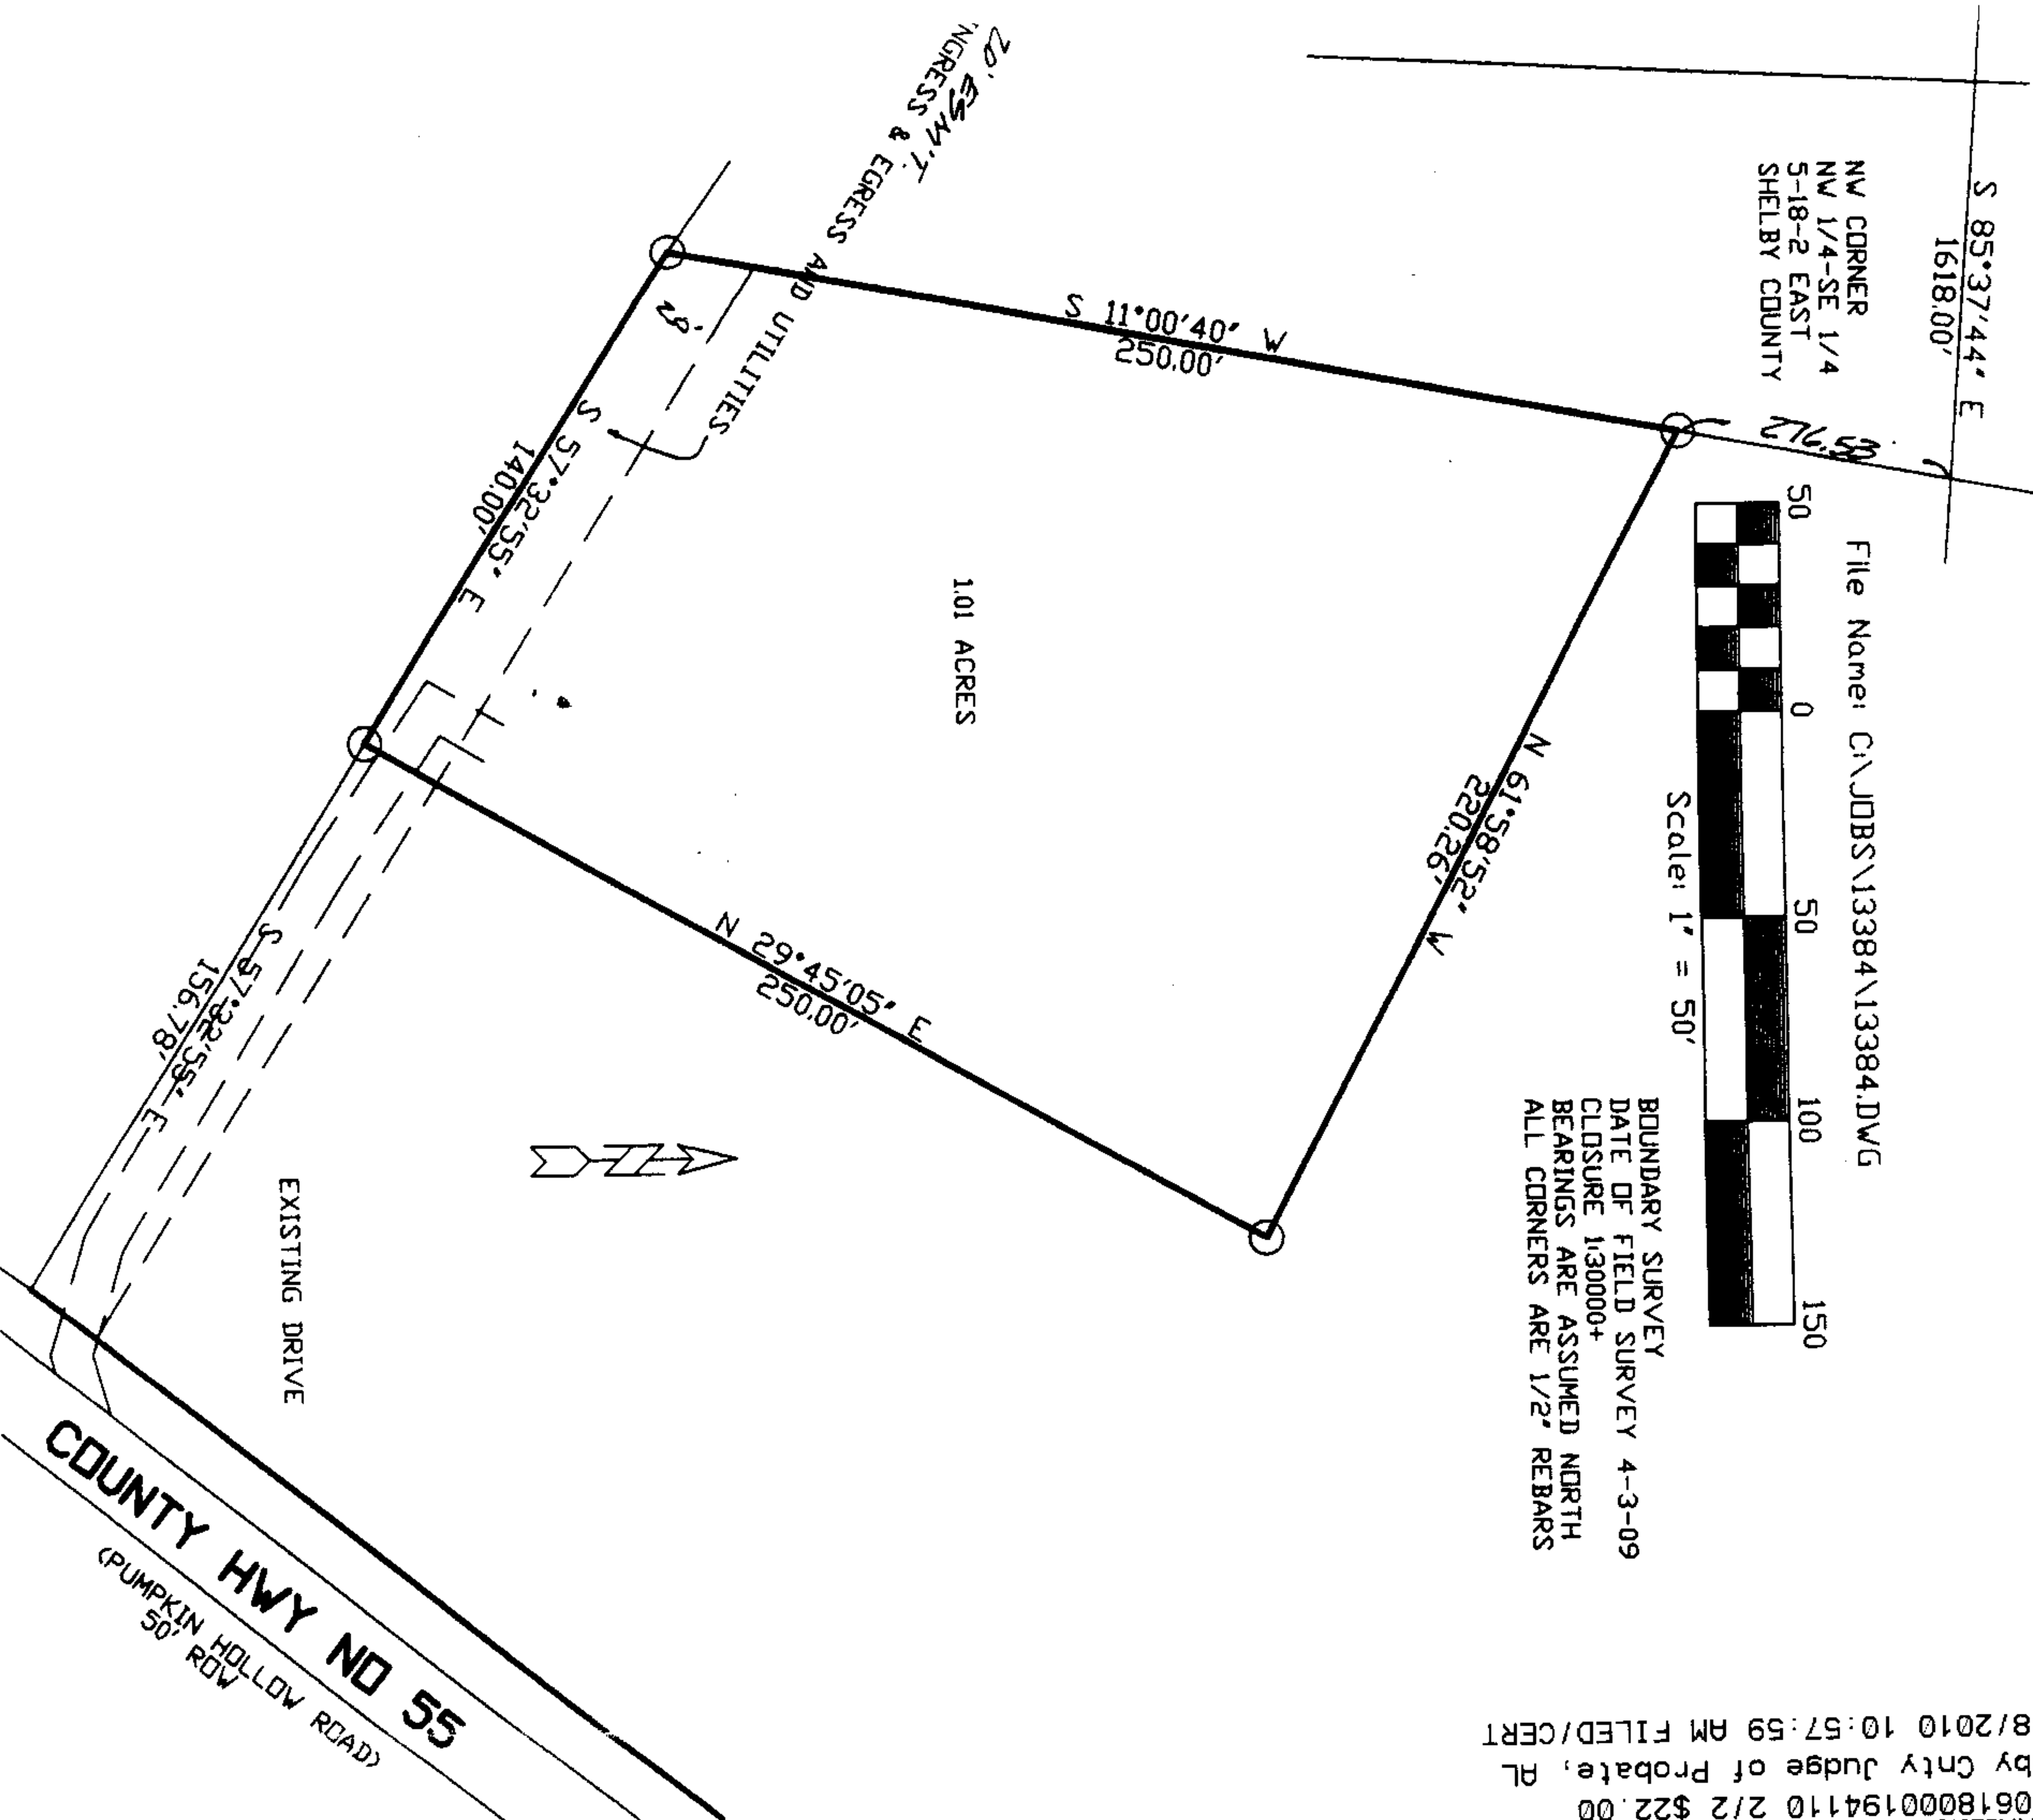 S 85°37'44" E
1618.00'
NW CORNER
NW 1/4-SE 1/4
5-18-2 EAST
SHELBY COUNTY
276.50'
File Name: C:\JOBS\13384\13384.DWG
50 0 50 100 150
Scale: 1" = 50'
BOUNDARY SURVEY
DATE OF FIELD SURVEY 4-3-09
CLOSURE 1:30000+
BEARINGS ARE ASSUMED NORTH
ALL CORNERS ARE 1/2" REBARS
S 11°00'40" W
250.00'
N 61°58'52" W
220.26'
1.01 ACRES
N 29°45'05" E
250.00'
20' ESM'T.
INGRESS & EGRESS AND UTILITIES
S 57°32'55" E
140.00'
N
S 57°32'55" E
156.78'
EXISTING DRIVE
COUNTY HWY NO 55
(PUMPKIN HOLLOW ROAD)
50' ROW
0618000194110 2/2 $22.00
by Cnty Judge of Probate, AL
8/2010 10:57:59 AM FILED/CERT